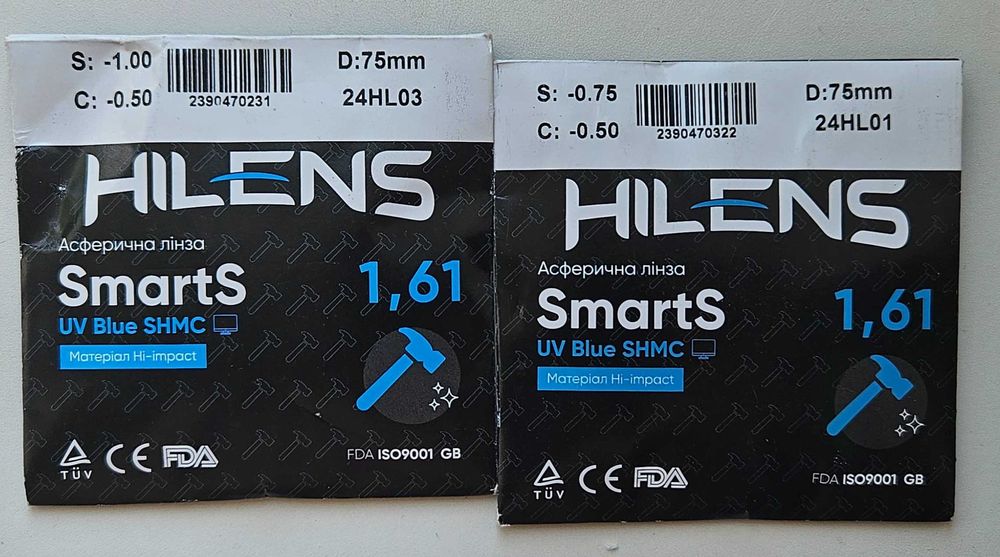 S: -1.00
C: -0.50
2390470231
D:75mm
24HL03
HILENS
Асферична лінза
SmartS
1,61
UV Blue SHMC
Матеріал Hi-impact
TÜV CE FDA
FDA ISO9001 GB
S: -0.75
C: -0.50
2390470322
D:75mm
24HL01
HILENS
Асферична лінза
SmartS
1,61
UV Blue SHMC
Матеріал Hi-impact
TÜV CE FDA
FDA ISO9001 GB